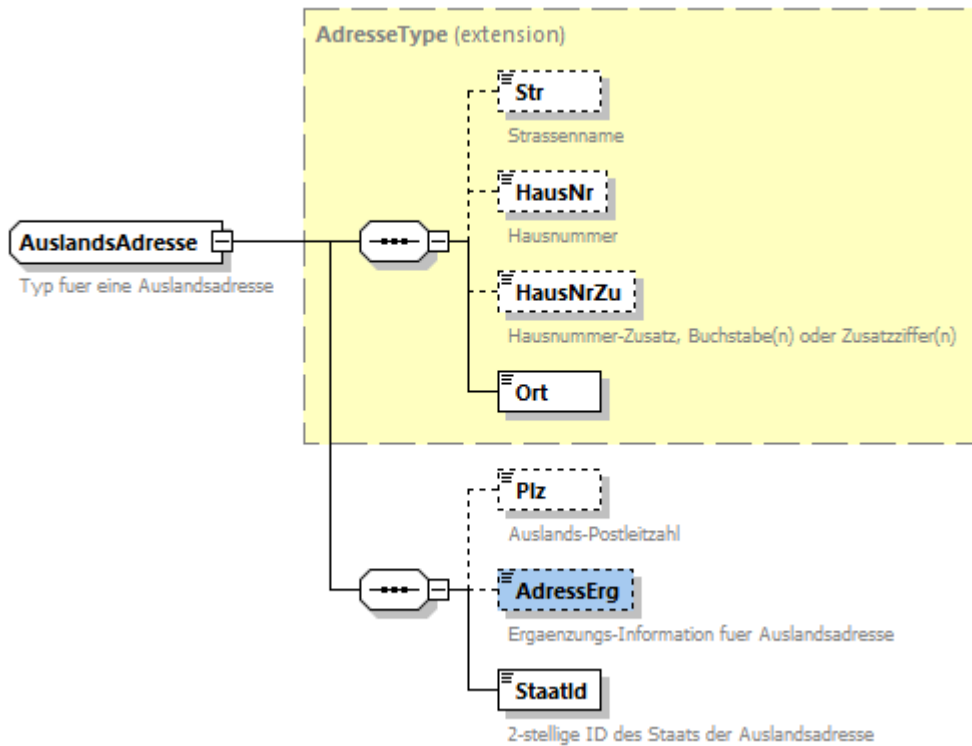 AdresseType (extension)
Str
Strassenname
HausNr
Hausnummer
AuslandsAdresse
Typ fuer eine Auslandsadresse
HausNrZu
Hausnummer-Zusatz, Buchstabe(n) oder Zusatzziffer(n)
Ort
Plz
Auslands-Postleitzahl
AdressErg
Ergaenzungs-Information fuer Auslandsadresse
StaatId
2-stellige ID des Staats der Auslandsadresse